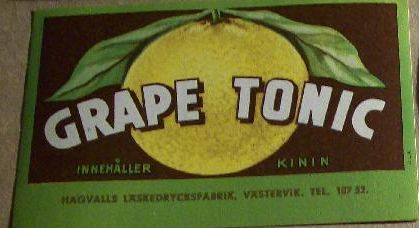 GRAPE TONIC
INNEHÅLLER KININ
HAGVALLS LÄSKEDRYCKSFABRIK, VÄSTERVIK. TEL. 107 52.